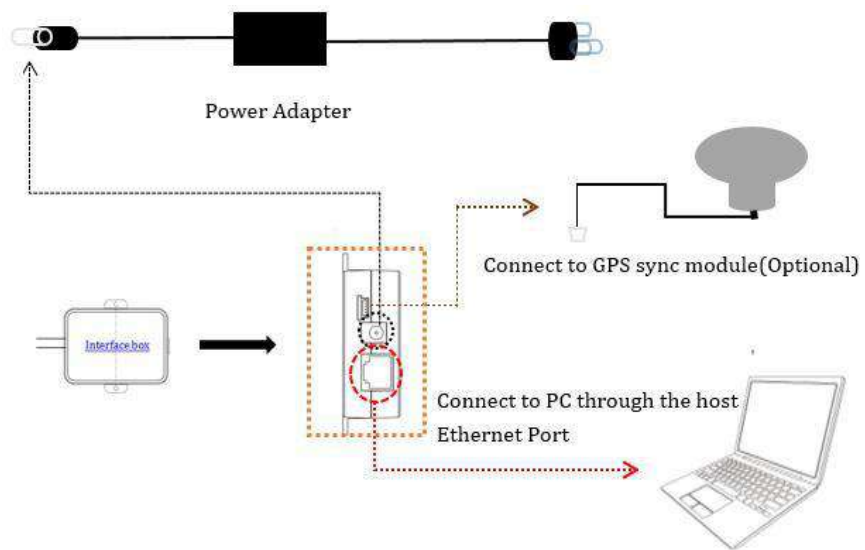 Power Adapter
Connect to GPS sync module(Optional)
Interface box
Connect to PC through the host
Ethernet Port